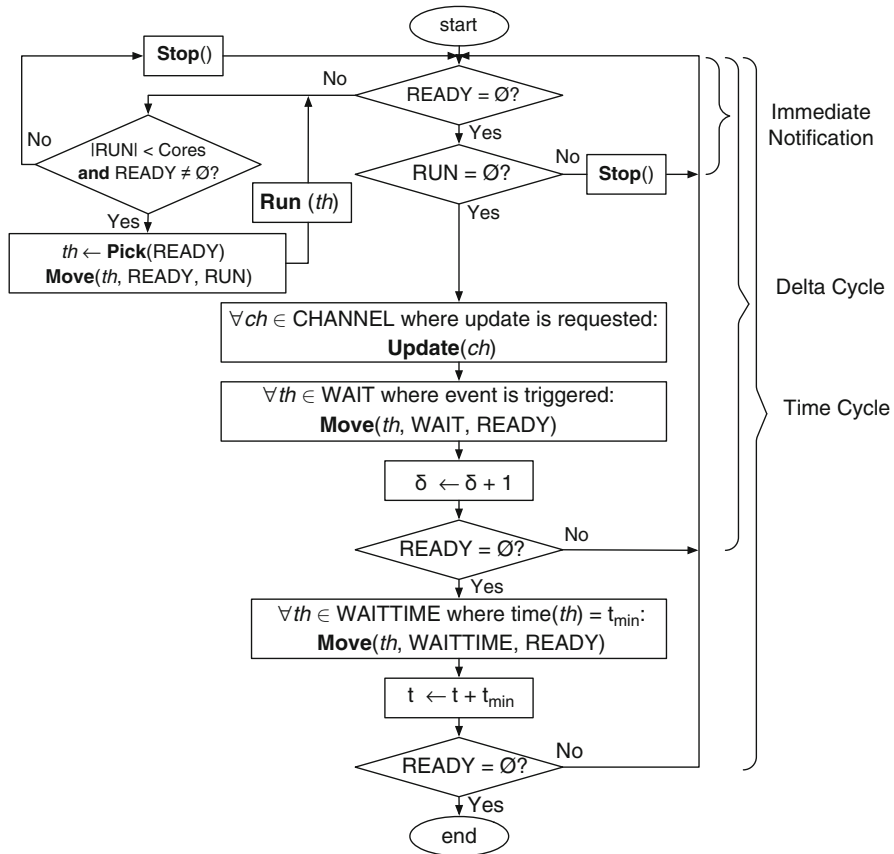 start
Stop()
No
READY = Ø?
Immediate
Notification
No
|RUN| < Cores
and READY ≠ Ø?
Yes
RUN = Ø?
No
Stop()
Run (th)
Yes
Yes
th ← Pick(READY)
Move(th, READY, RUN)
Delta Cycle
∀ch ∈ CHANNEL where update is requested:
Update(ch)
∀th ∈ WAIT where event is triggered:
Move(th, WAIT, READY)
Time Cycle
δ ← δ + 1
READY = Ø?
No
Yes
∀th ∈ WAITTIME where time(th) = tmin:
Move(th, WAITTIME, READY)
t ← t + tmin
READY = Ø?
No
Yes
end